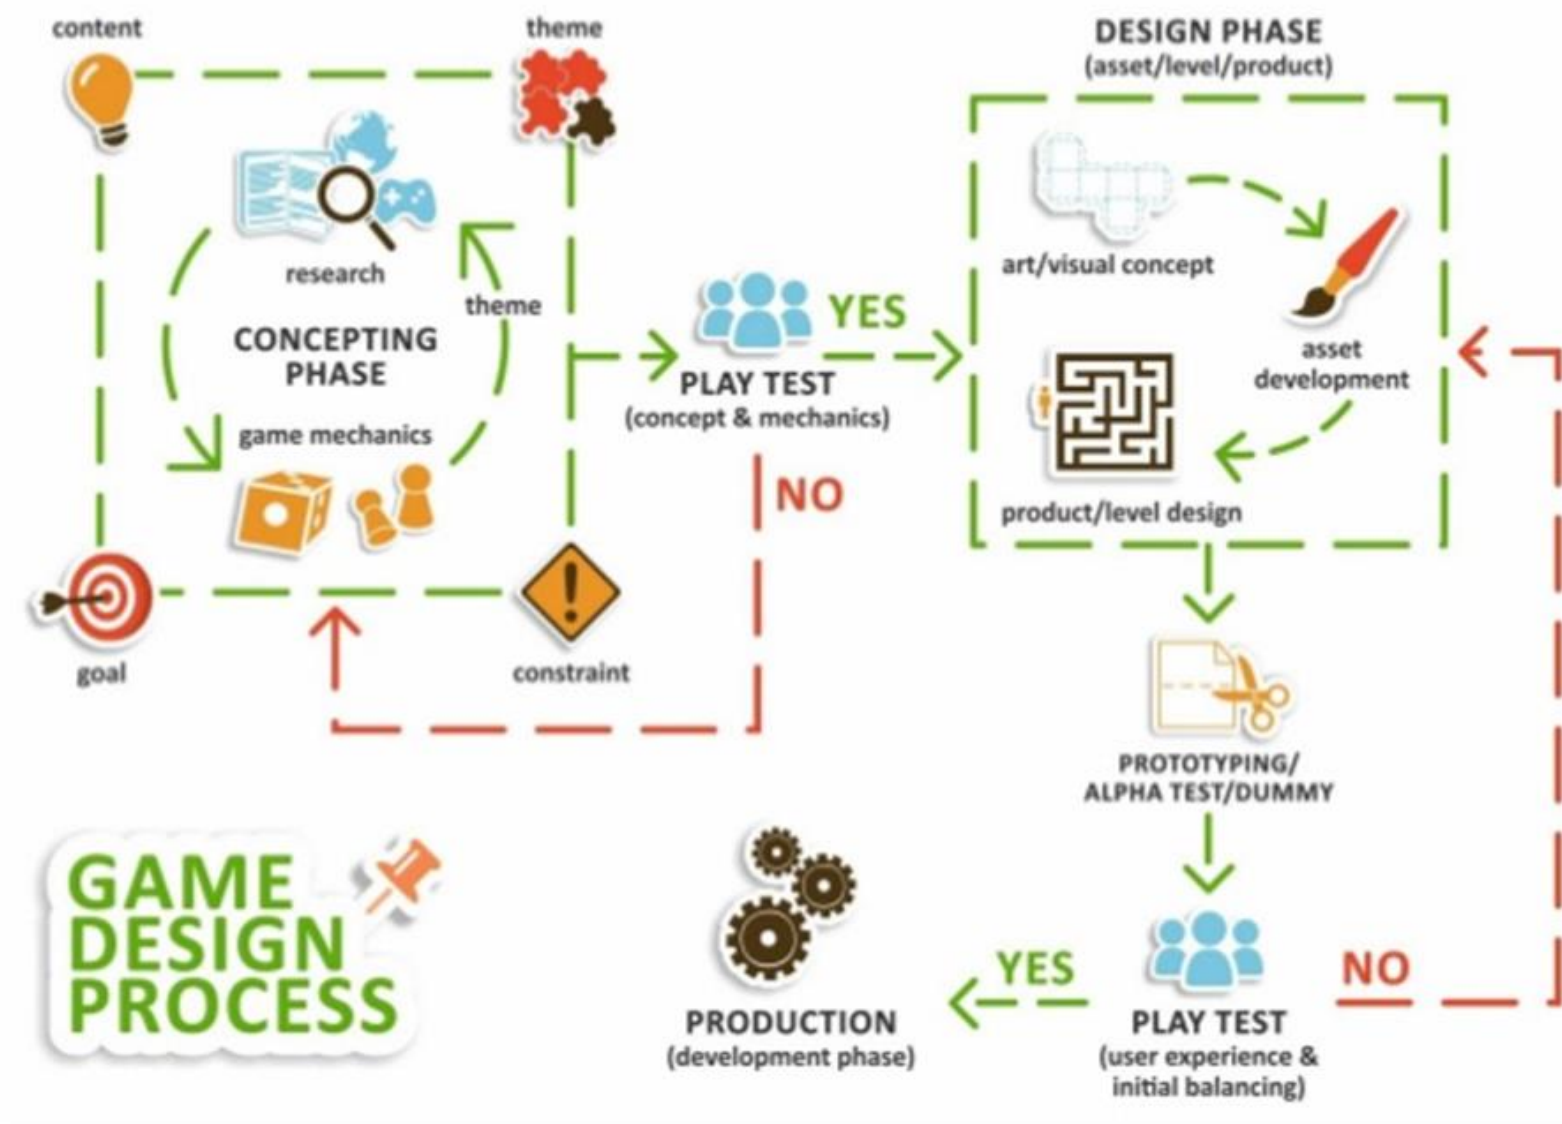 content
theme
research
theme
CONCEPTING
PHASE
game mechanics
goal
constraint
PLAY TEST
(concept & mechanics)
YES
NO
DESIGN PHASE
(asset/level/product)
art/visual concept
asset
development
product/level design
PROTOTYPING/
ALPHA TEST/DUMMY
PLAY TEST
(user experience &
initial balancing)
YES
NO
PRODUCTION
(development phase)
GAME
DESIGN
PROCESS